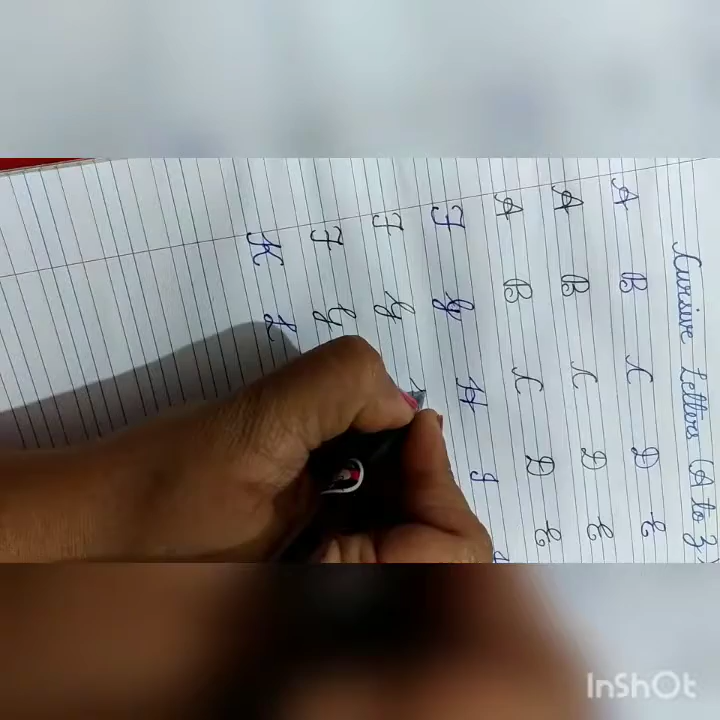 Cursive Letters (A to Z)
A B C D E
A B C D E
A B C D E
F G H I
F G
F G
K L
InShOt